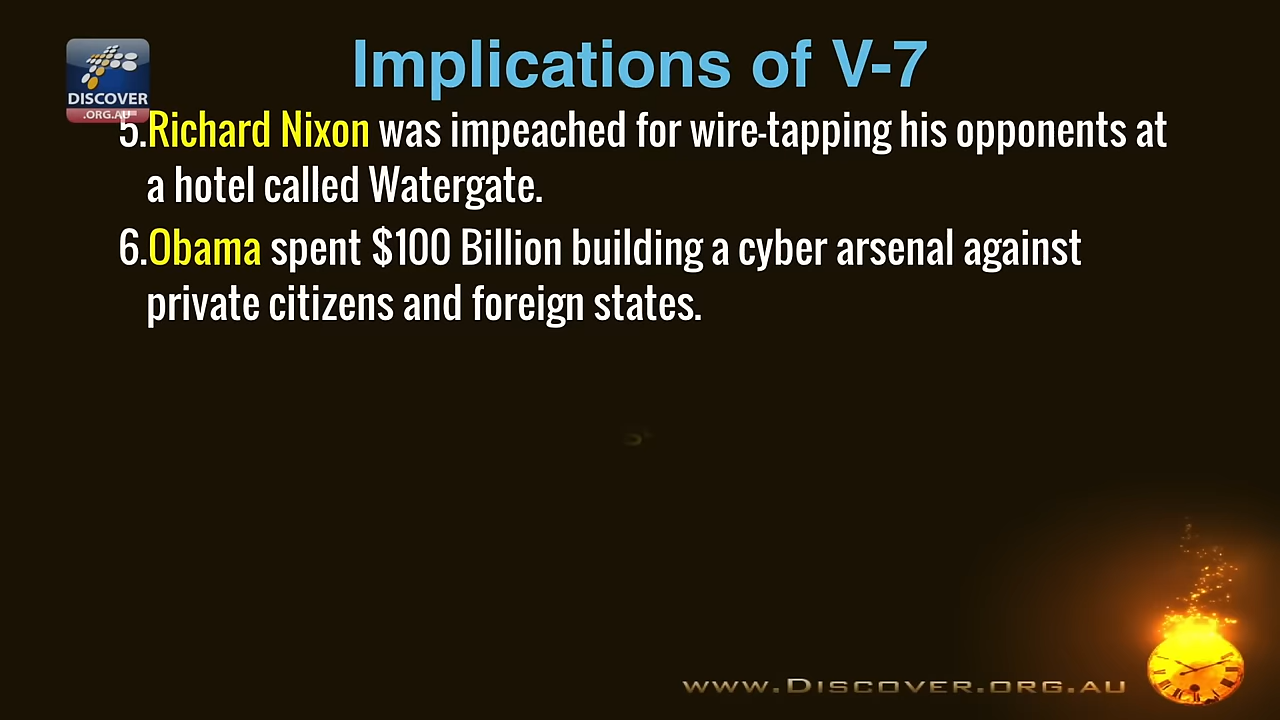 Implications of V-7
DISCOVER
.ORG.AU
5.Richard Nixon was impeached for wire-tapping his opponents at
a hotel called Watergate.
6.Obama spent $100 Billion building a cyber arsenal against
private citizens and foreign states.
www.Discover.org.au